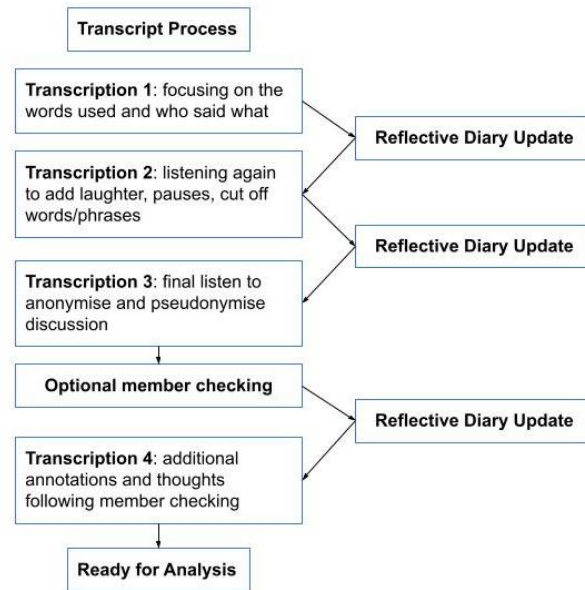 Transcript Process
Transcription 1: focusing on the
words used and who said what
Reflective Diary Update
Transcription 2: listening again
to add laughter, pauses, cut off
words/phrases
Reflective Diary Update
Transcription 3: final listen to
anonymise and pseudonymise
discussion
Optional member checking
Reflective Diary Update
Transcription 4: additional
annotations and thoughts
following member checking
Ready for Analysis